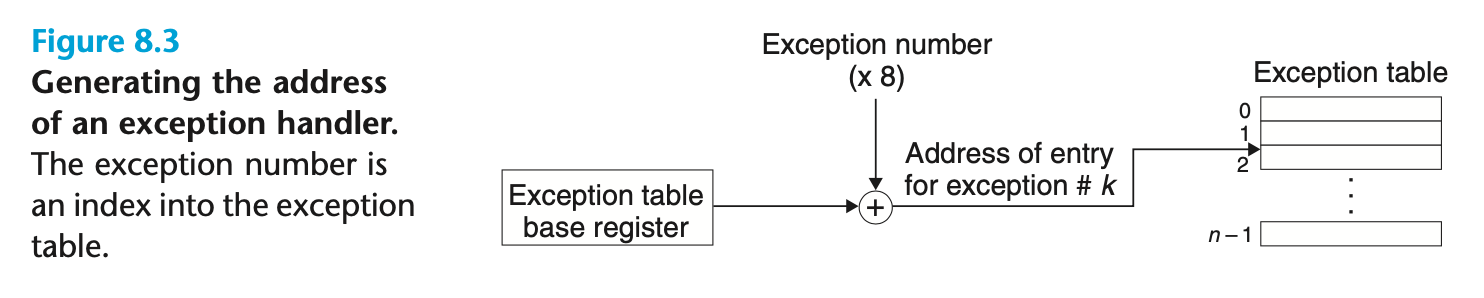 Figure 8.3
Generating the address
of an exception handler.
The exception number is
an index into the exception
table.
Exception number
(x 8)
Exception table
base register
+
Address of entry
for exception # k
Exception table
0
1
2
n – 1